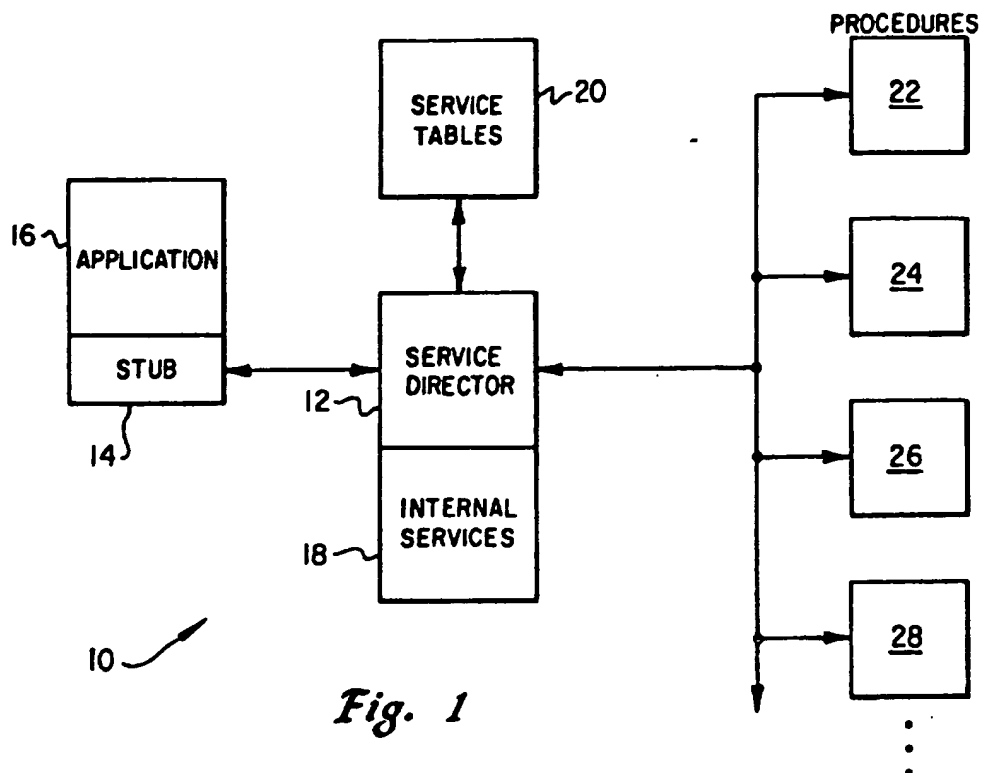 PROCEDURES
22
SERVICE
TABLES
20
16
APPLICATION
24
STUB
SERVICE
DIRECTOR
12
14
26
INTERNAL
SERVICES
18
28
10
Fig. 1